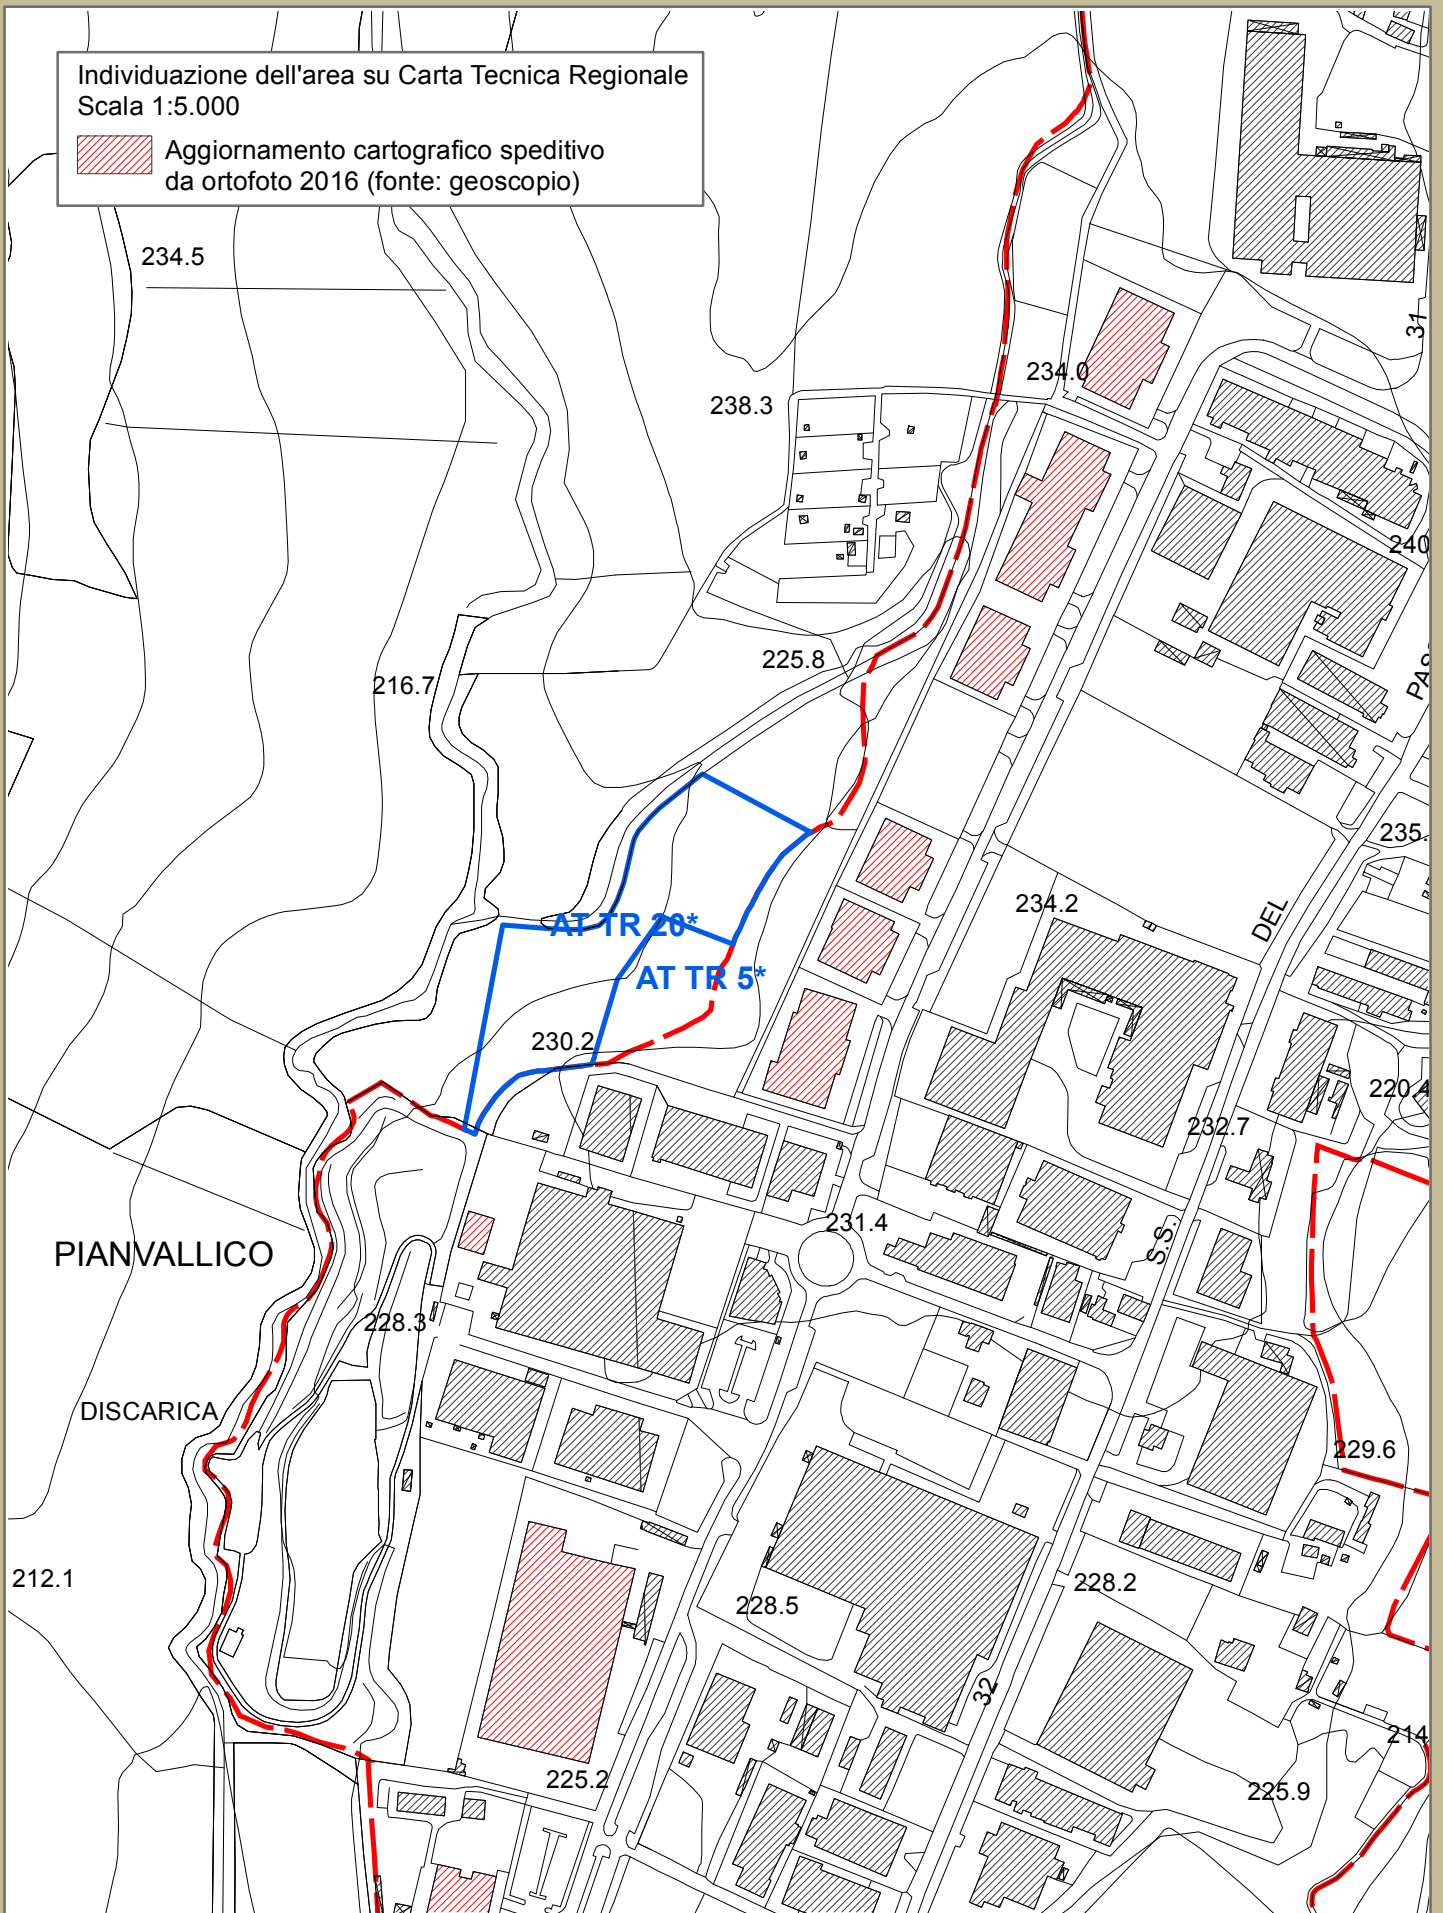 Individuazione dell'area su Carta Tecnica Regionale
Scala 1:5.000
Aggiornamento cartografico speditivo
da ortofoto 2016 (fonte: geoscopio)
234.5
31
234.0
238.3
240
225.8
216.7
PAS
235.
234.2
DEL
AT TR 20*
AT TR 5*
230.2
220.4
232.7
231.4
S.S.
PIANVALLICO
228.3
DISCARICA
229.6
212.1
228.2
228.5
32
214
225.2
225.9